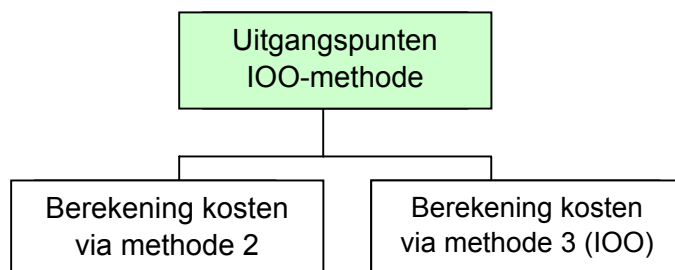 Uitgangspunten
IOO-methode
Berekening kosten
via methode 2
Berekening kosten
via methode 3 (IOO)